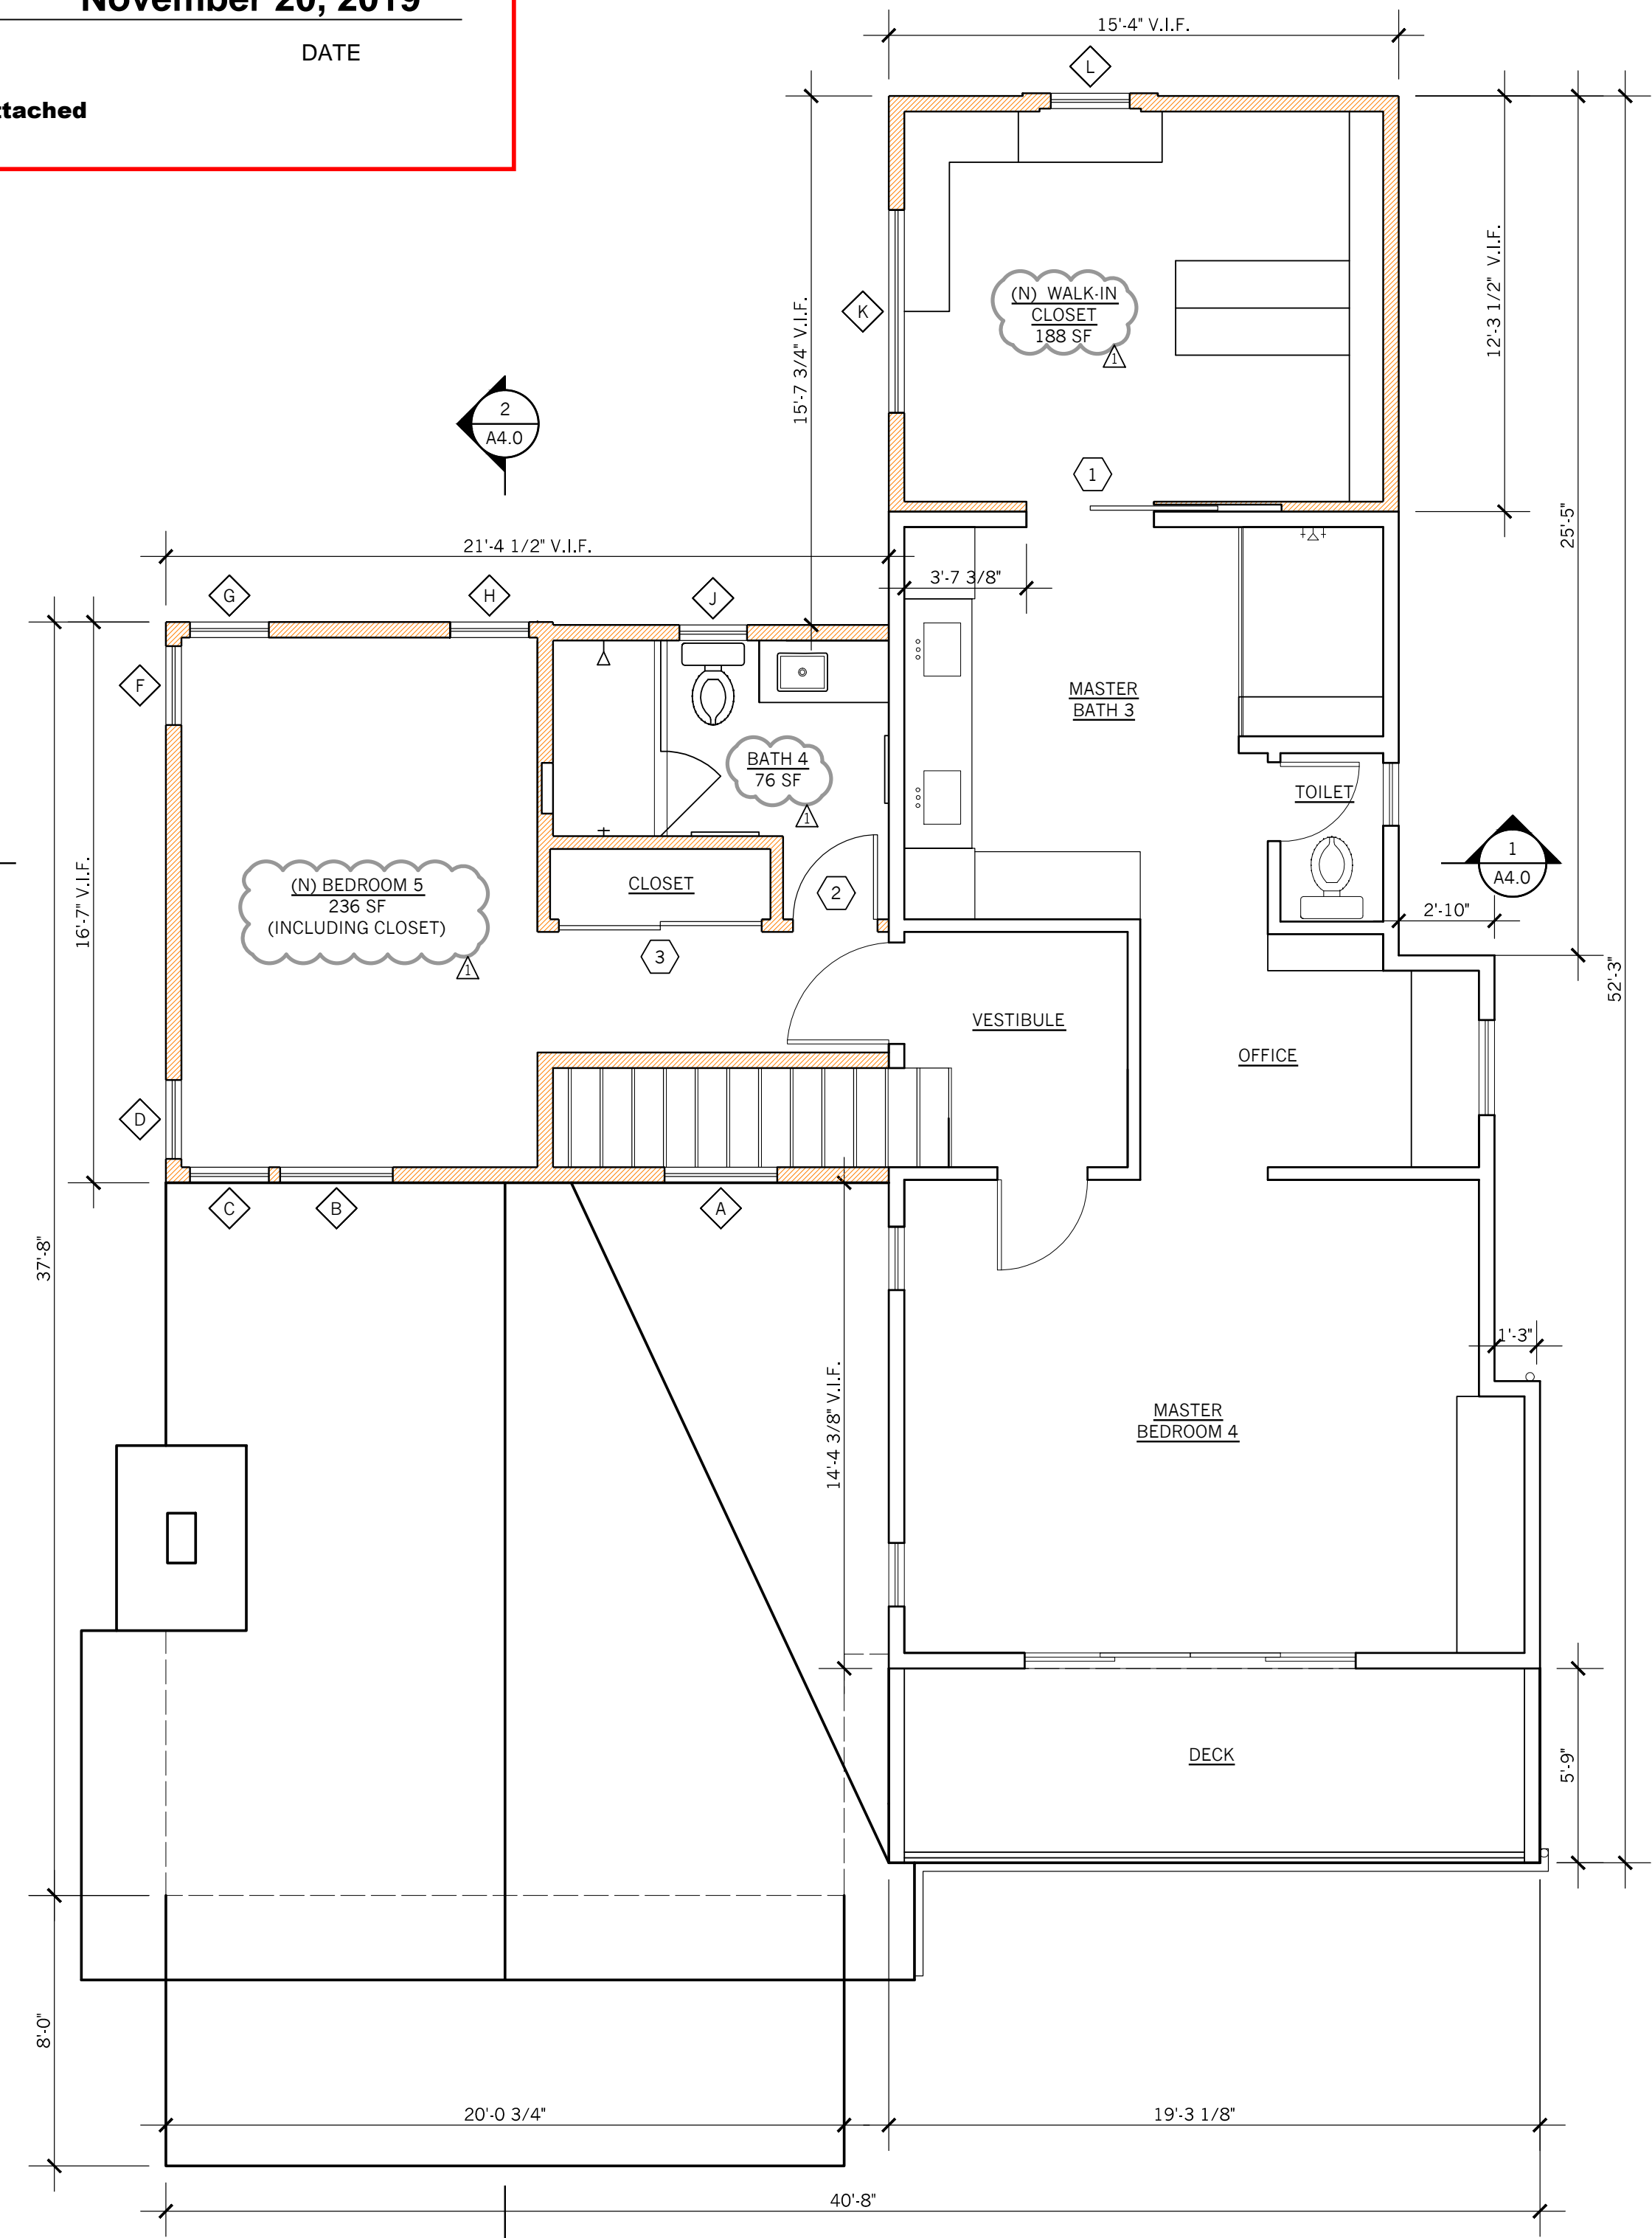 November 20, 2019
DATE
15'-4" V.I.F.
L
15'-7 3/4" V.I.F.
K
(N) WALK-IN
CLOSET
188 SF
1
12'-3 1/2" V.I.F.
25'-5"
52'-3"
2
A4.0
1
21'-4 1/2" V.I.F.
3'-7 3/8"
G
H
J
F
MASTER
BATH 3
BATH 4
76 SF
1
TOILET
1
A4.0
16'-7" V.I.F.
(N) BEDROOM 5
236 SF
(INCLUDING CLOSET)
1
CLOSET
2
2'-10"
3
VESTIBULE
OFFICE
D
C
B
A
37'-8"
1'-3"
14'-4 3/8" V.I.F.
MASTER
BEDROOM 4
DECK
5'-9"
8'-0"
20'-0 3/4"
19'-3 1/8"
40'-8"